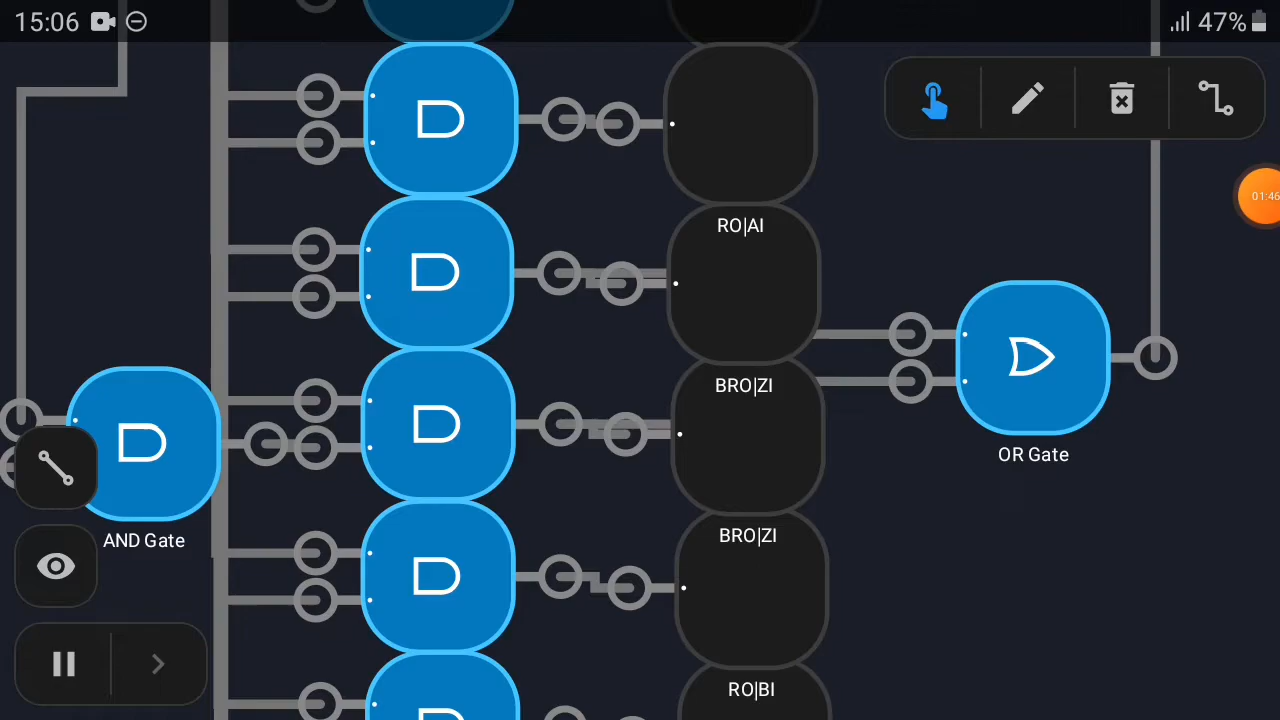 15:06
47%
01:46
RO|AI
BRO|ZI
OR Gate
BRO|ZI
AND Gate
RO|BI